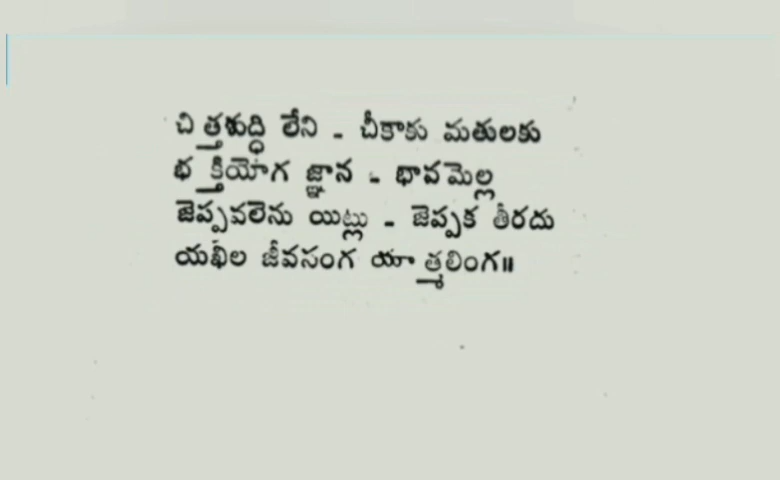 చిత్తశుద్ధి లేని - చీకాకు మతులకు
భక్తియోగ జ్ఞాన - భావమెల్ల
జెప్పవలెను యిట్లు - జెప్పక తీరదు
యఖిల జీవసంగ యాత్మలింగ॥